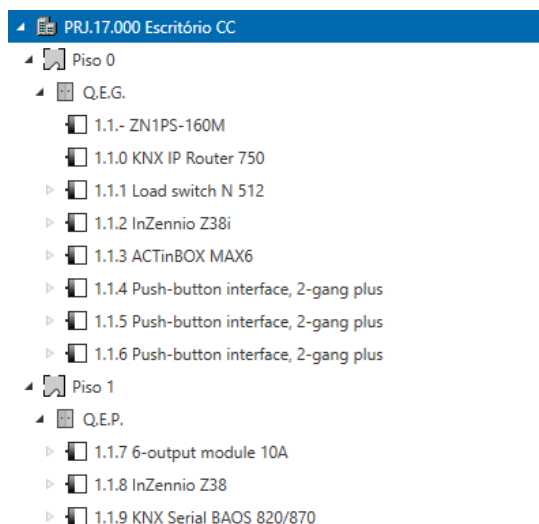 PRJ.17.000 Escritório CC
Piso 0
Q.E.G.
1.1.- ZN1PS-160M
1.1.0 KNX IP Router 750
1.1.1 Load switch N 512
1.1.2 InZennio Z38i
1.1.3 ACTinBOX MAX6
1.1.4 Push-button interface, 2-gang plus
1.1.5 Push-button interface, 2-gang plus
1.1.6 Push-button interface, 2-gang plus
Piso 1
Q.E.P.
1.1.7 6-output module 10A
1.1.8 InZennio Z38
1.1.9 KNX Serial BAOS 820/870